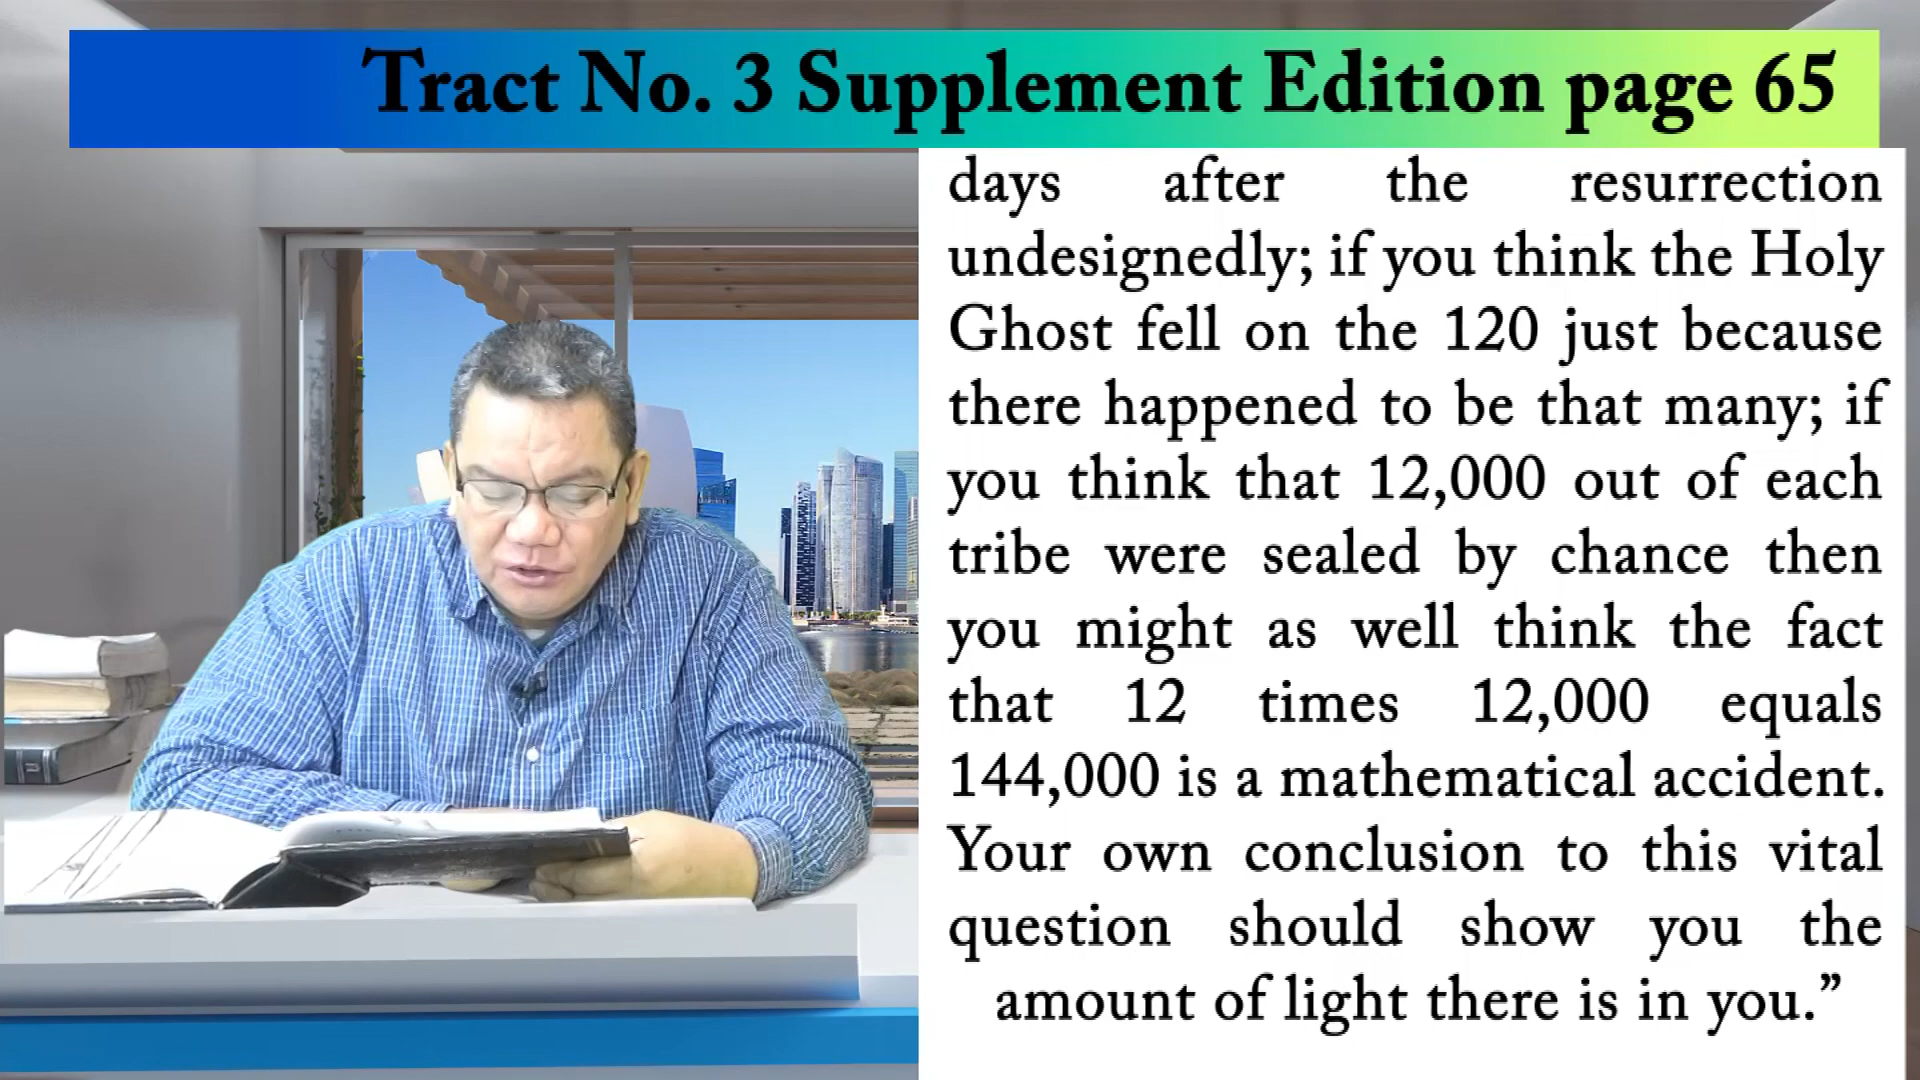 Tract No. 3 Supplement Edition page 65
days after the resurrection
undesignedly; if you think the Holy
Ghost fell on the 120 just because
there happened to be that many; if
you think that 12,000 out of each
tribe were sealed by chance then
you might as well think the fact
that 12 times 12,000 equals
144,000 is a mathematical accident.
Your own conclusion to this vital
question should show you the
amount of light there is in you.”